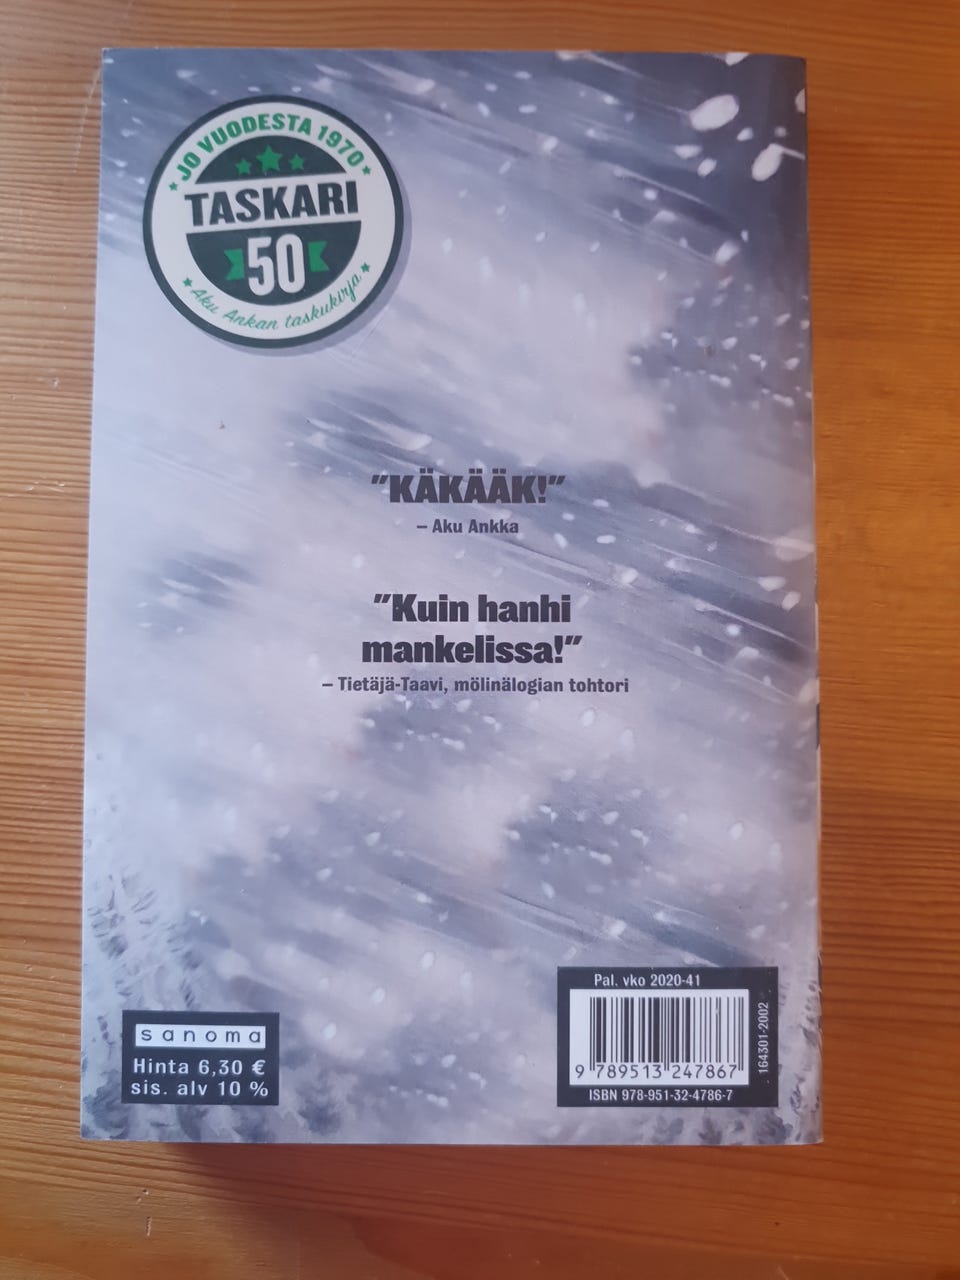 JO VUODESTA 1970
TASKARI
50
Aku Ankan taskukirja
"KÄKÄÄK!"
– Aku Ankka
"Kuin hanhi
mankelissa!"
– Tietäjä-Taavi, mölinälogian tohtori
sanoma
Hinta 6,30 €
sis. alv 10 %
Pal. vko 2020-41
9 789513 247867
ISBN 978-951-32-4786-7
164301-2002